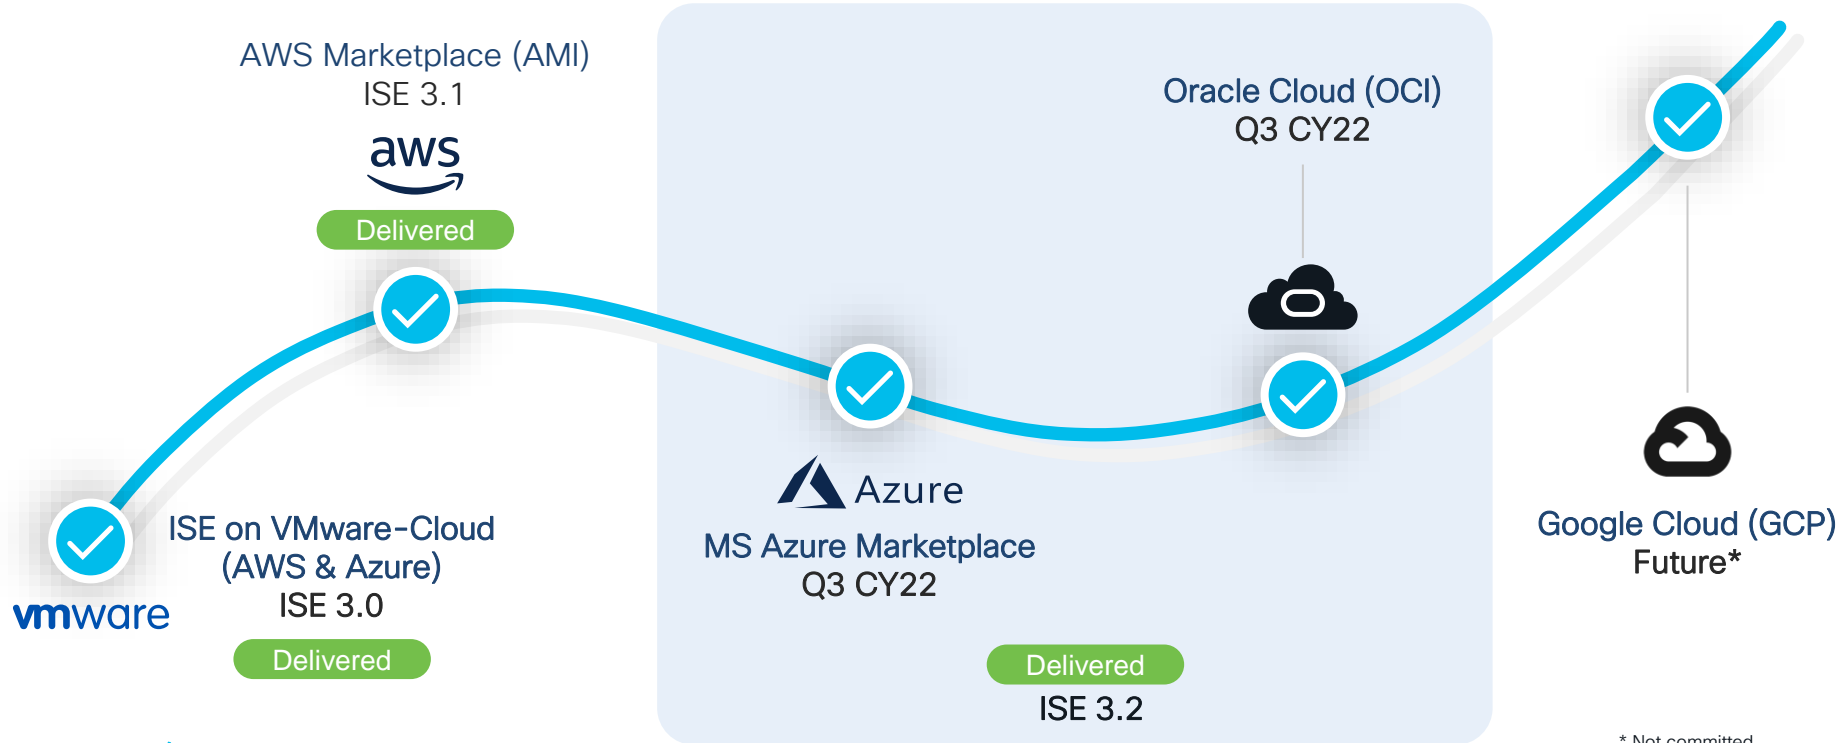 AWS Marketplace (AMI)
ISE 3.1
aws
Delivered
vmware
ISE on VMware-Cloud
(AWS & Azure)
ISE 3.0
Delivered
Azure
MS Azure Marketplace
Q3 CY22
Oracle Cloud (OCI)
Q3 CY22
Delivered
ISE 3.2
Google Cloud (GCP)
Future*
* Not committed